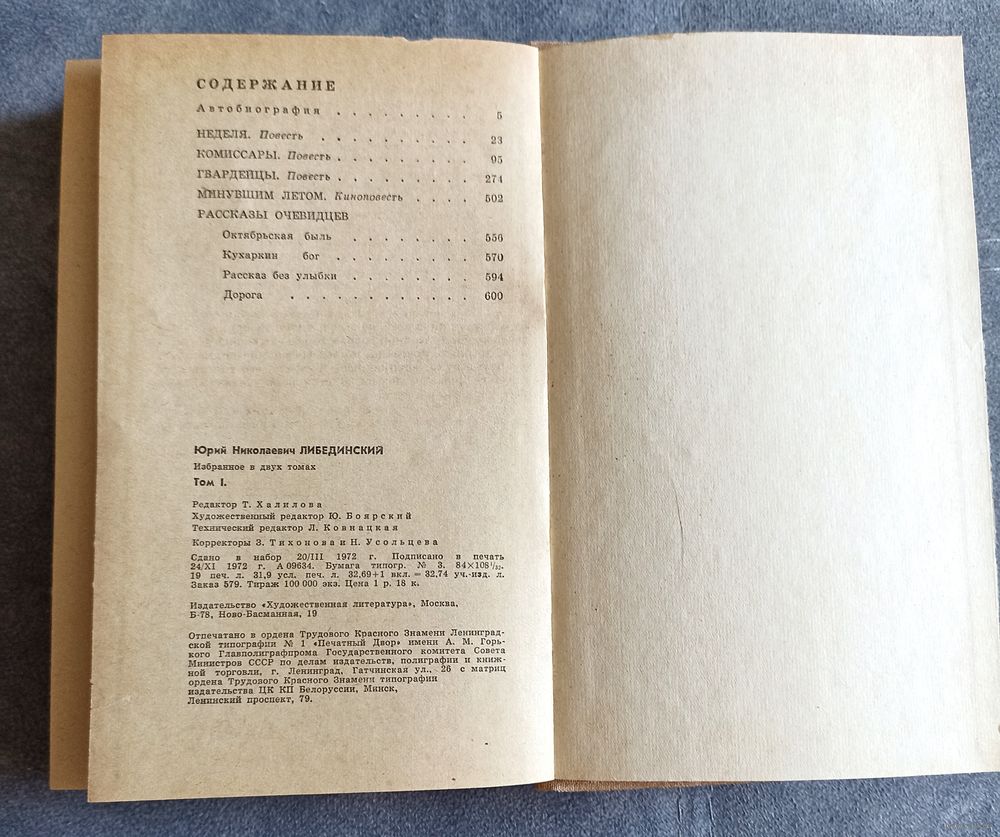 СОДЕРЖАНИЕ
Автобиография . . . . . . . . . 5
НЕДЕЛЯ. Повесть . . . . . . . . . 23
КОМИССАРЫ. Повесть . . . . . . . 95
ГВАРДЕЙЦЫ. Повесть . . . . . . . 274
МИНУВШИМ ЛЕТОМ. Киноповесть . . . . 502
РАССКАЗЫ ОЧЕВИДЦЕВ
Октябрьская быль . . . . . . . 556
Кухаркин бог . . . . . . . . 570
Рассказ без улыбки . . . . . . . 594
Дорога . . . . . . . . . . . 600
Юрий Николаевич ЛИБЕДИНСКИЙ
Избранное в двух томах
Том I.
Редактор Т. Халилова
Художественный редактор Ю. Боярский
Технический редактор Л. Ковнацкая
Корректоры З. Тихонова и Н. Усольцева
Сдано в набор 20/III 1972 г. Подписано в печать
24/XI 1972 г. А 09634. Бумага типогр. № 3. 84×108 1/32.
19 печ. л. 31,9 усл. печ. л. 32,69+1 вкл. = 32,74 уч.-изд. л.
Заказ 579. Тираж 100 000 экз. Цена 1 р. 18 к.
Издательство «Художественная литература», Москва,
Б-78, Ново-Басманная, 19
Отпечатано в ордена Трудового Красного Знамени Ленинград-
ской типографии № 1 «Печатный Двор» имени А. М. Горь-
кого Главполиграфпрома Государственного комитета Совета
Министров СССР по делам издательств, полиграфии и книж-
ной торговли, г. Ленинград, Гатчинская ул., 26 с матриц
ордена Трудового Красного Знамени типографии
издательства ЦК КП Белоруссии, Минск,
Ленинский проспект, 79.